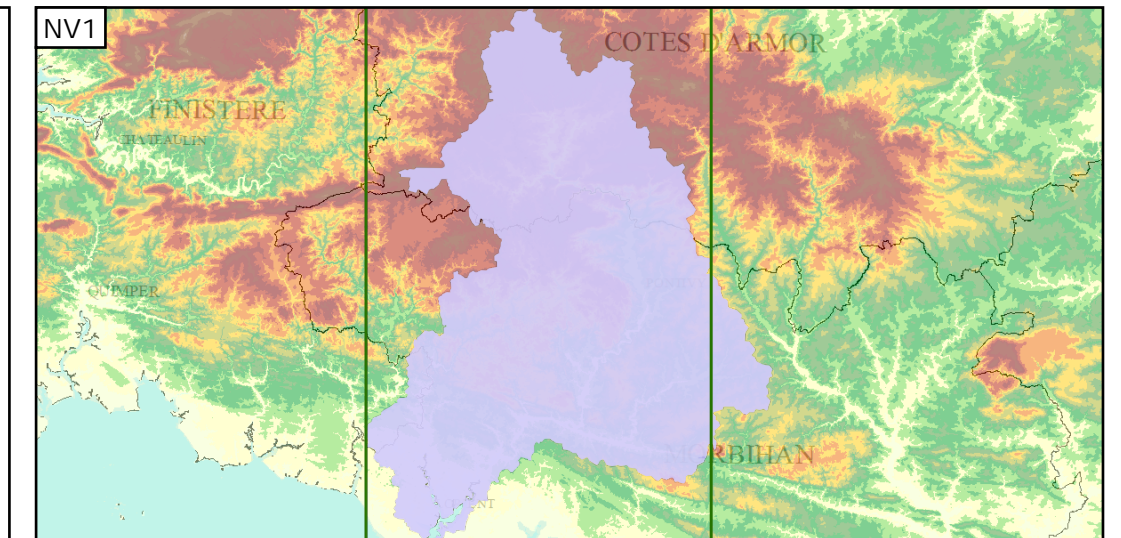 NV1
COTES D'ARMOR
FINISTERE
CHATEAULIN
QUIMPER
MORBIHAN